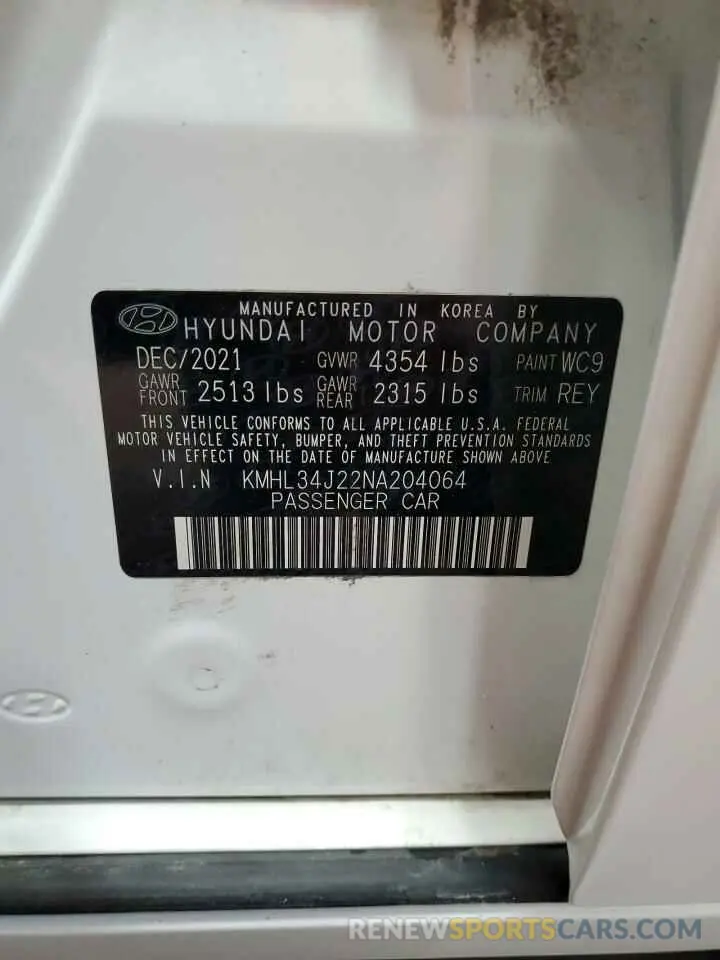 MANUFACTURED IN KOREA BY
HYUNDAI MOTOR COMPANY
DEC/2021 GVWR 4354 lbs PAINT WC9
GAWR FRONT 2513 lbs GAWR REAR 2315 lbs TRIM REY
THIS VEHICLE CONFORMS TO ALL APPLICABLE U.S.A. FEDERAL
MOTOR VEHICLE SAFETY, BUMPER, AND THEFT PREVENTION STANDARDS
IN EFFECT ON THE DATE OF MANUFACTURE SHOWN ABOVE
V.I.N KMHL34J22NA204064
PASSENGER CAR
RENEWSPORTSCARS.COM